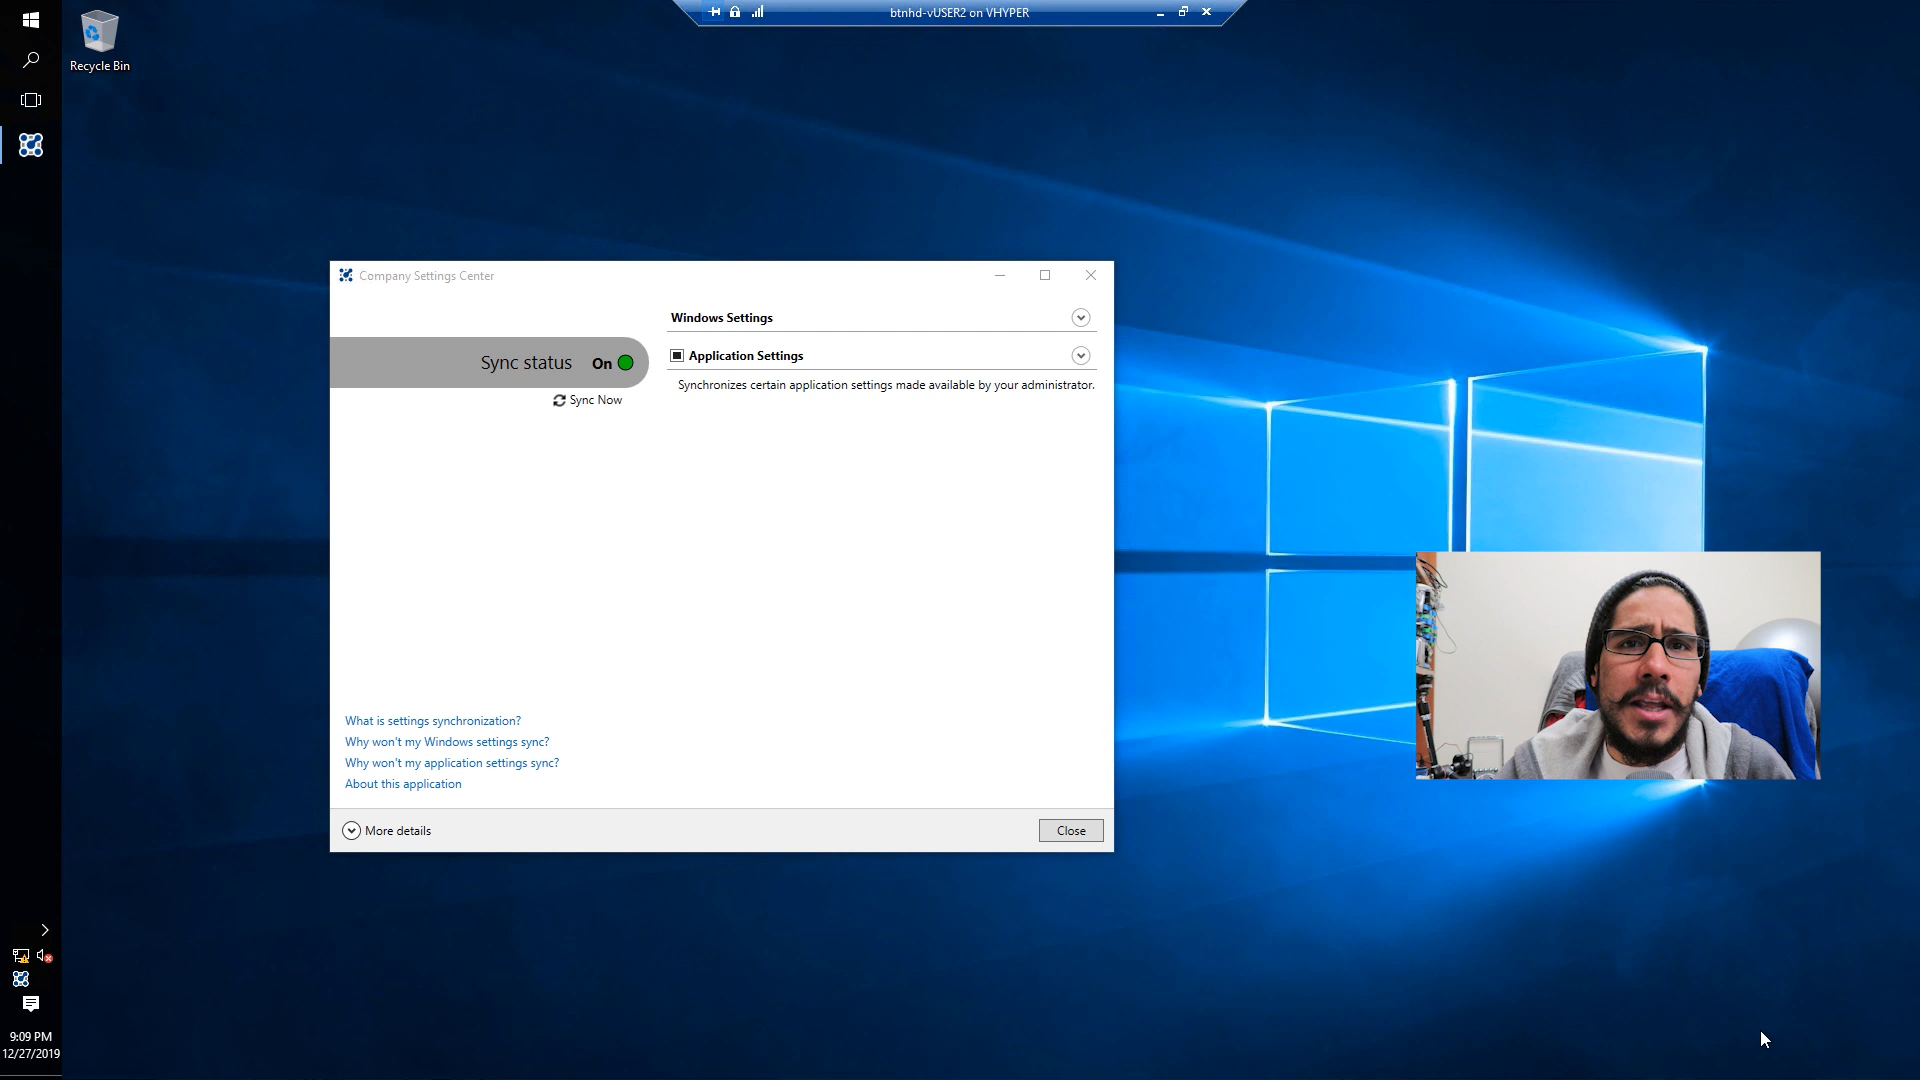 btnhd-vUSER2 on VHYPER
Recycle Bin
Company Settings Center
Windows Settings
Application Settings
Synchronizes certain application settings made available by your administrator.
Sync status On
Sync Now
What is settings synchronization?
Why won't my Windows settings sync?
Why won't my application settings sync?
About this application
More details
Close
9:09 PM
12/27/2019